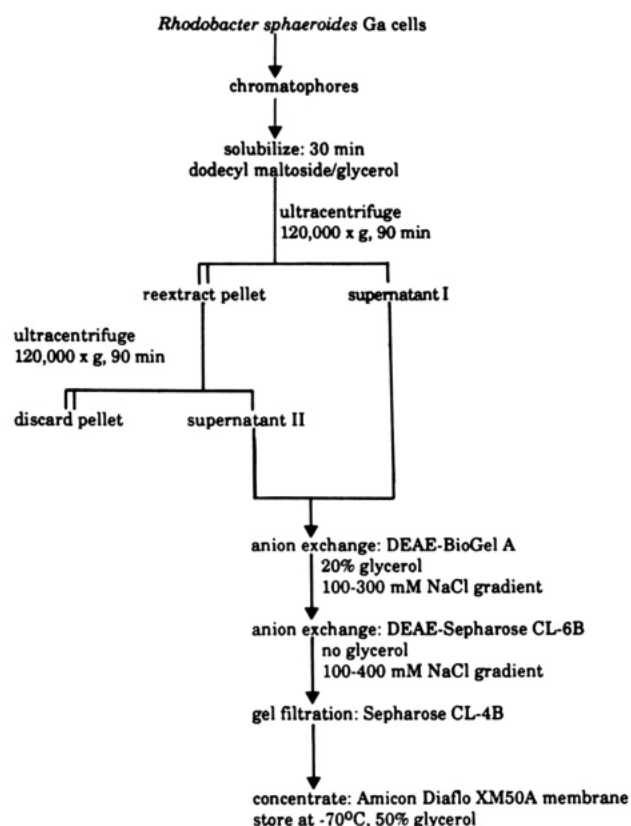 Rhodobacter sphaeroides Ga cells
chromatophores
solubilize: 30 min
dodecyl maltoside/glycerol
ultracentrifuge
120,000 x g, 90 min
reextract pellet
supernatant I
ultracentrifuge
120,000 x g, 90 min
discard pellet
supernatant II
anion exchange: DEAE-BioGel A
20% glycerol
100-300 mM NaCl gradient
anion exchange: DEAE-Sepharose CL-6B
no glycerol
100-400 mM NaCl gradient
gel filtration: Sepharose CL-4B
concentrate: Amicon Diaflo XM50A membrane
store at -70°C, 50% glycerol